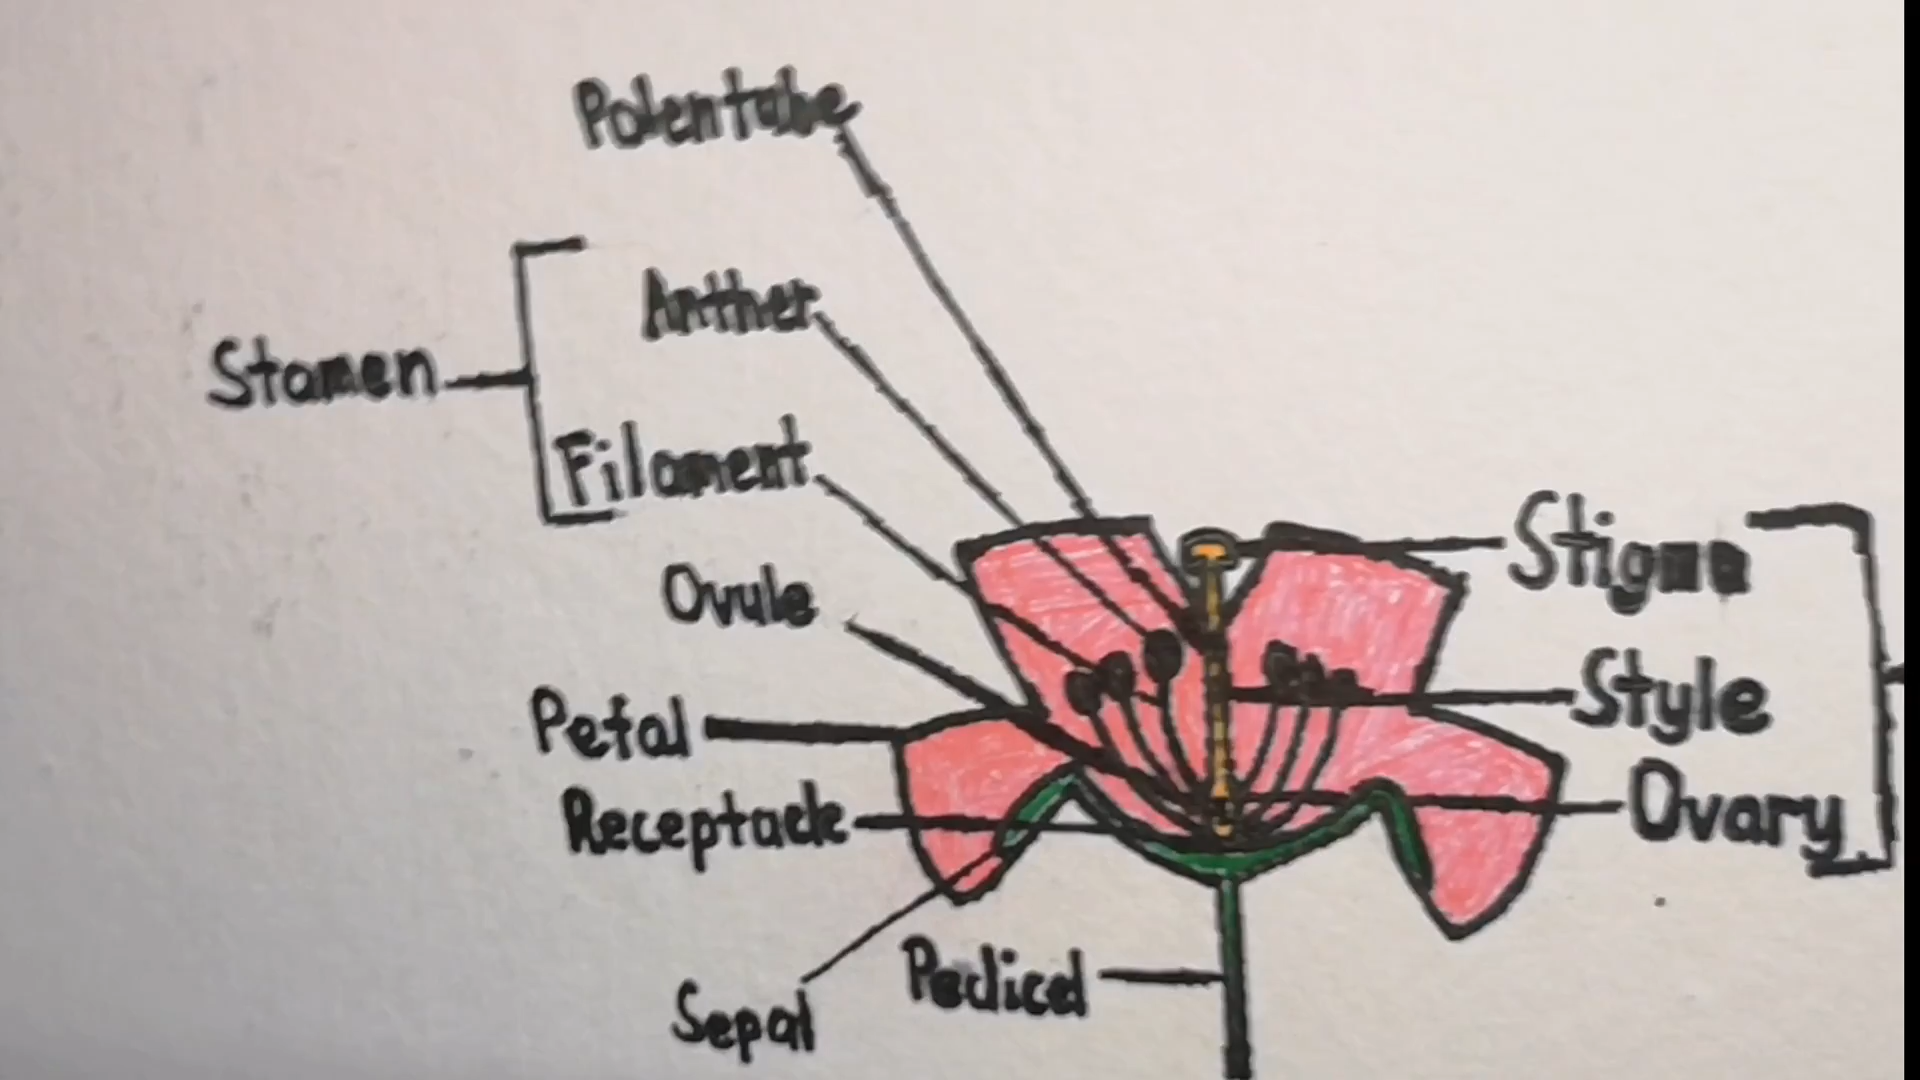 Polentube
Anther
Stamen
Filament
Stigma
Ovule
Style
Petal
Ovary
Receptacle
Pedicel
Sepal